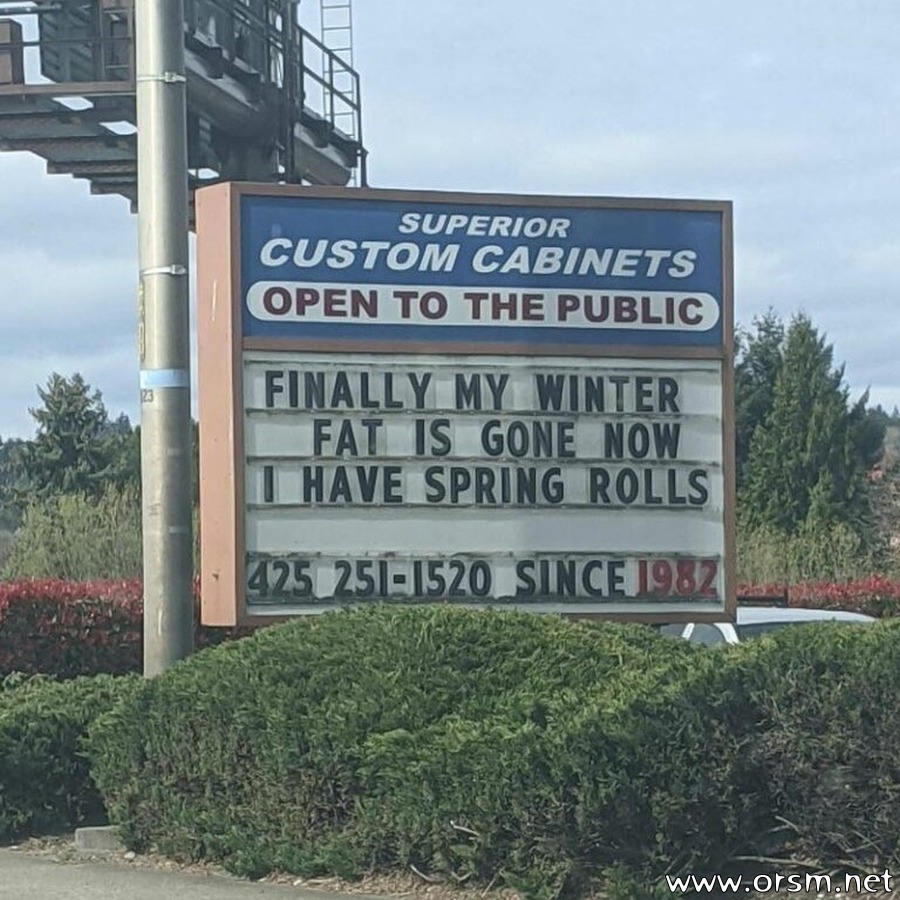 SUPERIOR
CUSTOM CABINETS
OPEN TO THE PUBLIC
FINALLY MY WINTER
FAT IS GONE NOW
I HAVE SPRING ROLLS
425 251-1520 SINCE 1982
www.orsm.net